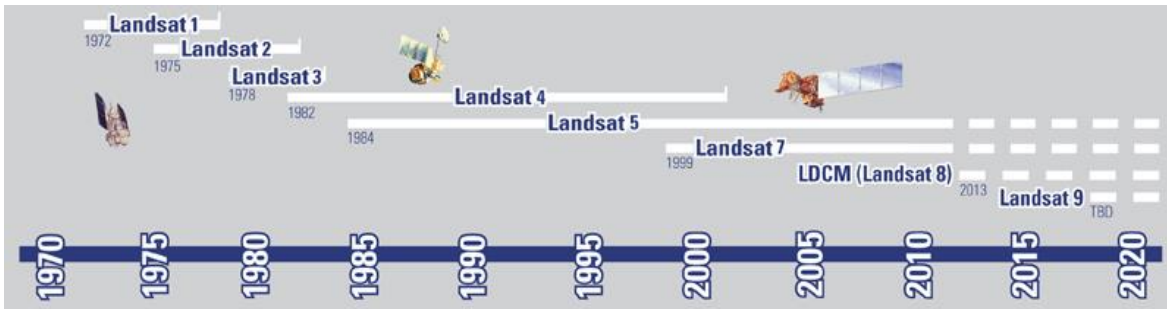 Landsat 1
1972
Landsat 2
1975
Landsat 3
1978
Landsat 4
1982
Landsat 5
1984
Landsat 7
1999
LDCM (Landsat 8)
2013
Landsat 9
TBD
1970
1975
1980
1985
1990
1995
2000
2005
2010
2015
2020